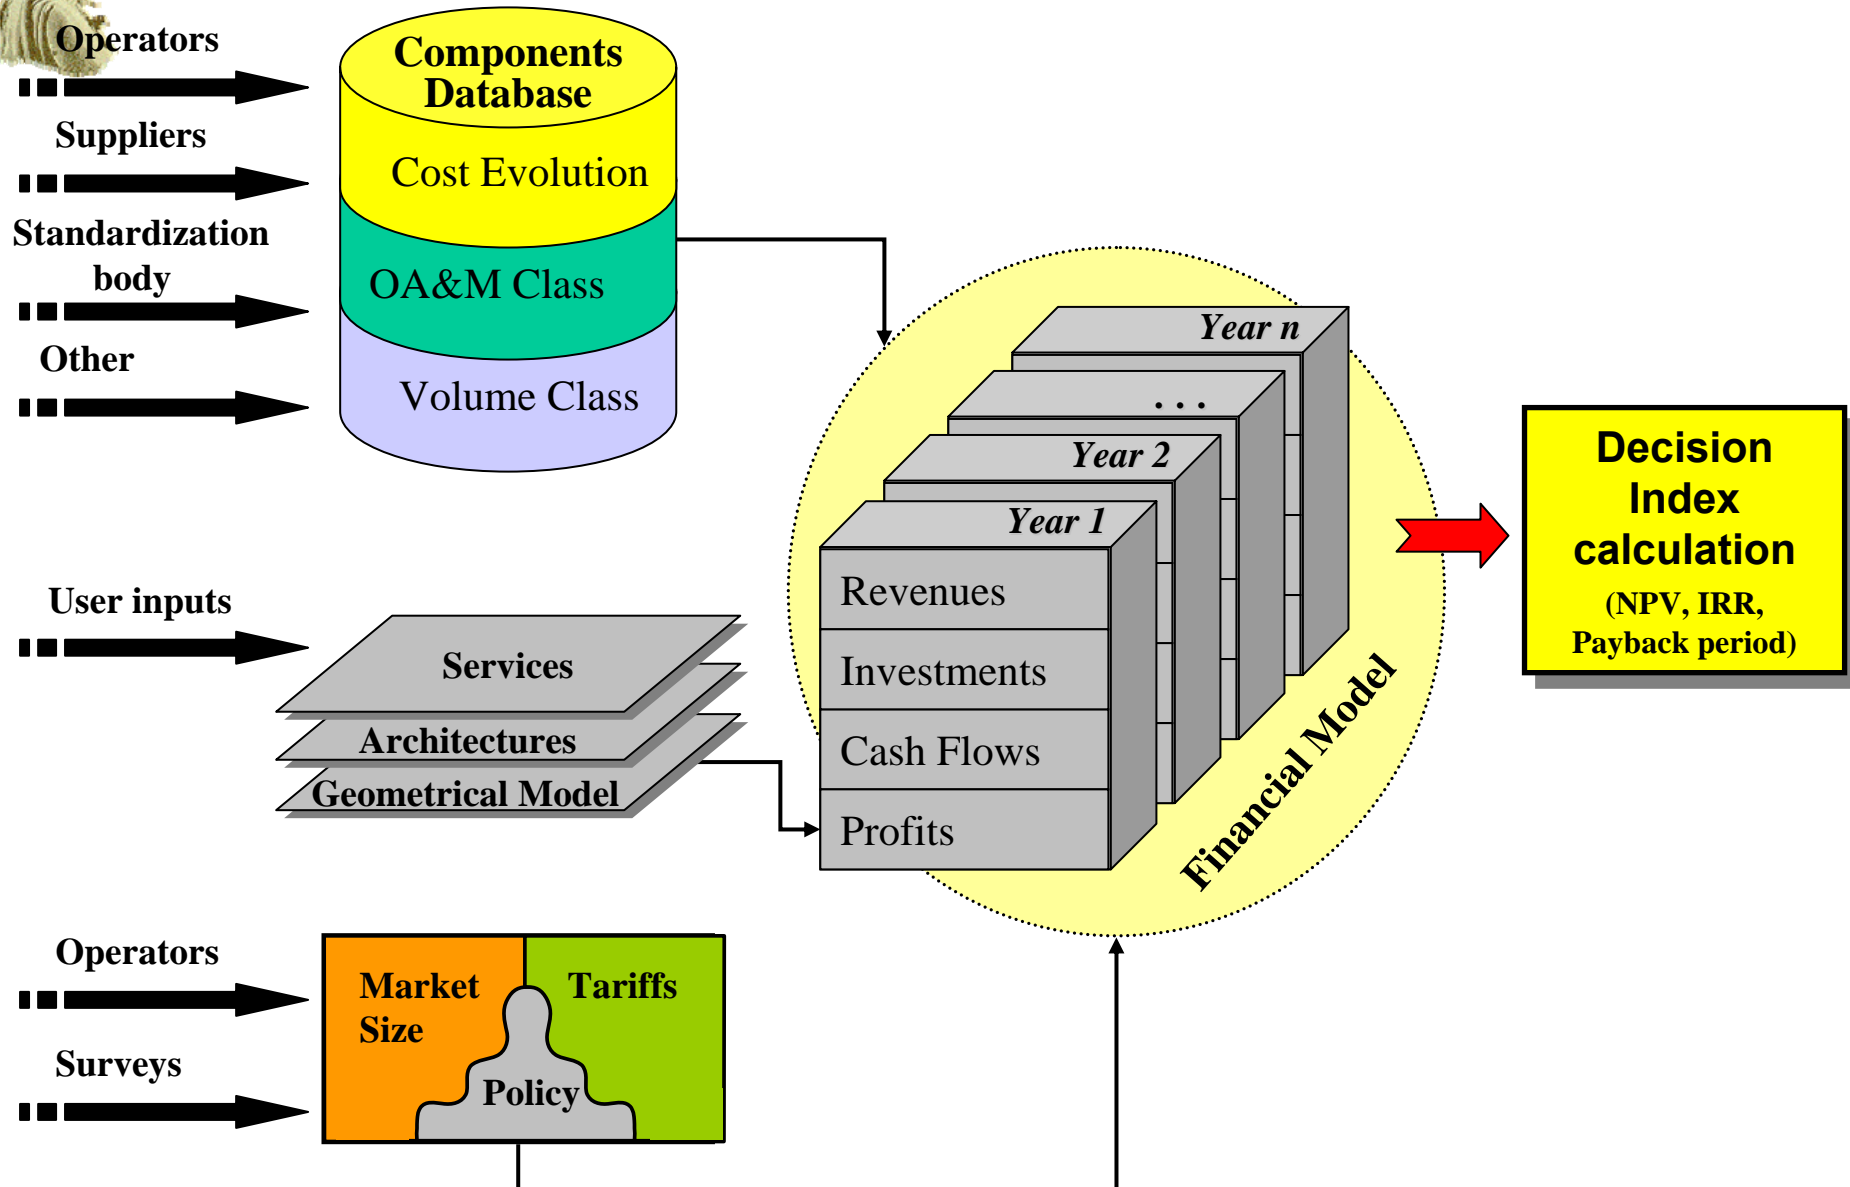 Operators
Suppliers
Standardization
body
Other
Components
Database
Cost Evolution
OA&M Class
Volume Class
User inputs
Services
Architectures
Geometrical Model
Operators
Surveys
Market
Size
Tariffs
Policy
Year n
. . .
Year 2
Year 1
Revenues
Investments
Cash Flows
Profits
Financial Model
Decision
Index
calculation
(NPV, IRR,
Payback period)